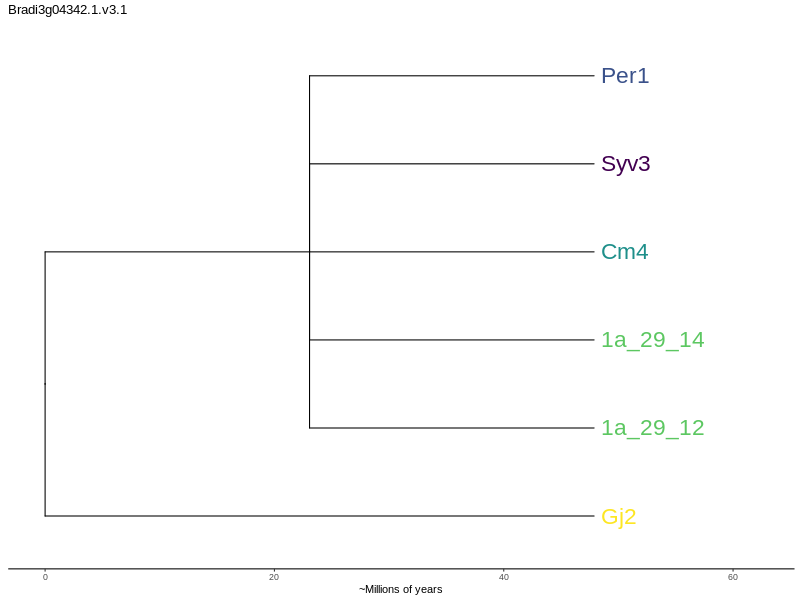 Bradi3g04342.1.v3.1
Per1
Syv3
Cm4
1a_29_14
1a_29_12
Gj2
0 20 40 60
~Millions of years